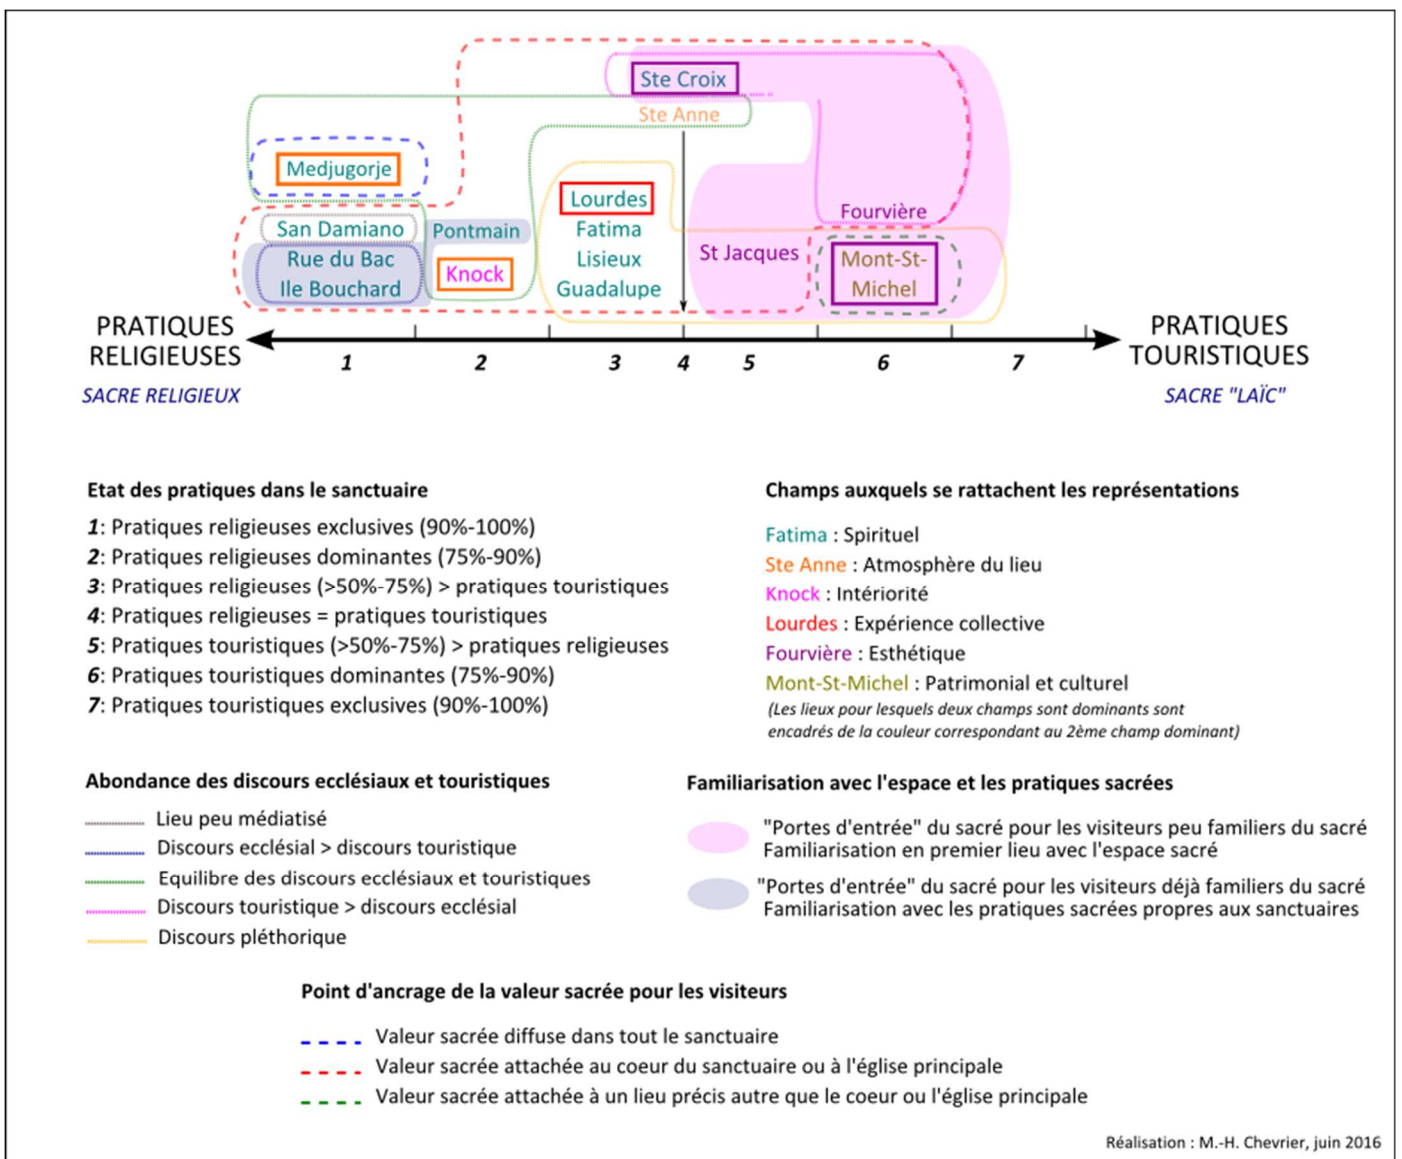 Ste Croix
Ste Anne
Medjugorje
Lourdes
San Damiano
Pontmain
Fatima
Fourvière
Rue du Bac
Knock
Lisieux
St Jacques
Mont-St-
Michel
Ile Bouchard
Guadalupe
PRATIQUES
RELIGIEUSES
PRATIQUES
TOURISTIQUES
1 2 3 4 5 6 7
SACRE RELIGIEUX
SACRE "LAÏC"
Etat des pratiques dans le sanctuaire
1: Pratiques religieuses exclusives (90%-100%)
2: Pratiques religieuses dominantes (75%-90%)
3: Pratiques religieuses (>50%-75%) > pratiques touristiques
4: Pratiques religieuses = pratiques touristiques
5: Pratiques touristiques (>50%-75%) > pratiques religieuses
6: Pratiques touristiques dominantes (75%-90%)
7: Pratiques touristiques exclusives (90%-100%)
Champs auxquels se rattachent les représentations
Fatima : Spirituel
Ste Anne : Atmosphère du lieu
Knock : Intériorité
Lourdes : Expérience collective
Fourvière : Esthétique
Mont-St-Michel : Patrimonial et culturel
(Les lieux pour lesquels deux champs sont dominants sont
encadrés de la couleur correspondant au 2ème champ dominant)
Abondance des discours ecclésiaux et touristiques
Lieu peu médiatisé
Discours ecclésial > discours touristique
Equilibre des discours ecclésiaux et touristiques
Discours touristique > discours ecclésial
Discours pléthorique
Familiarisation avec l'espace et les pratiques sacrées
"Portes d'entrée" du sacré pour les visiteurs peu familiers du sacré
Familiarisation en premier lieu avec l'espace sacré
"Portes d'entrée" du sacré pour les visiteurs déjà familiers du sacré
Familiarisation avec les pratiques sacrées propres aux sanctuaires
Point d'ancrage de la valeur sacrée pour les visiteurs
Valeur sacrée diffuse dans tout le sanctuaire
Valeur sacrée attachée au coeur du sanctuaire ou à l'église principale
Valeur sacrée attachée à un lieu précis autre que le coeur ou l'église principale
Réalisation : M.-H. Chevrier, juin 2016